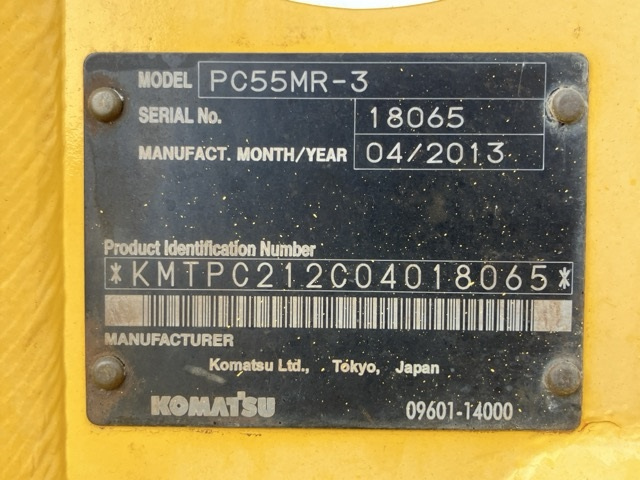 MODEL PC55MR-3
SERIAL No. 18065
MANUFACT. MONTH/YEAR 04/2013
Product Identification Number
*KMTPC212C04018065*
MANUFACTURER
Komatsu Ltd., Tokyo, Japan
KOMATSU 09601-14000